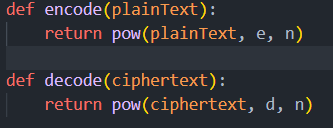 def encode(plainText):
    return pow(plainText, e, n)
def decode(ciphertext):
    return pow(ciphertext, d, n)